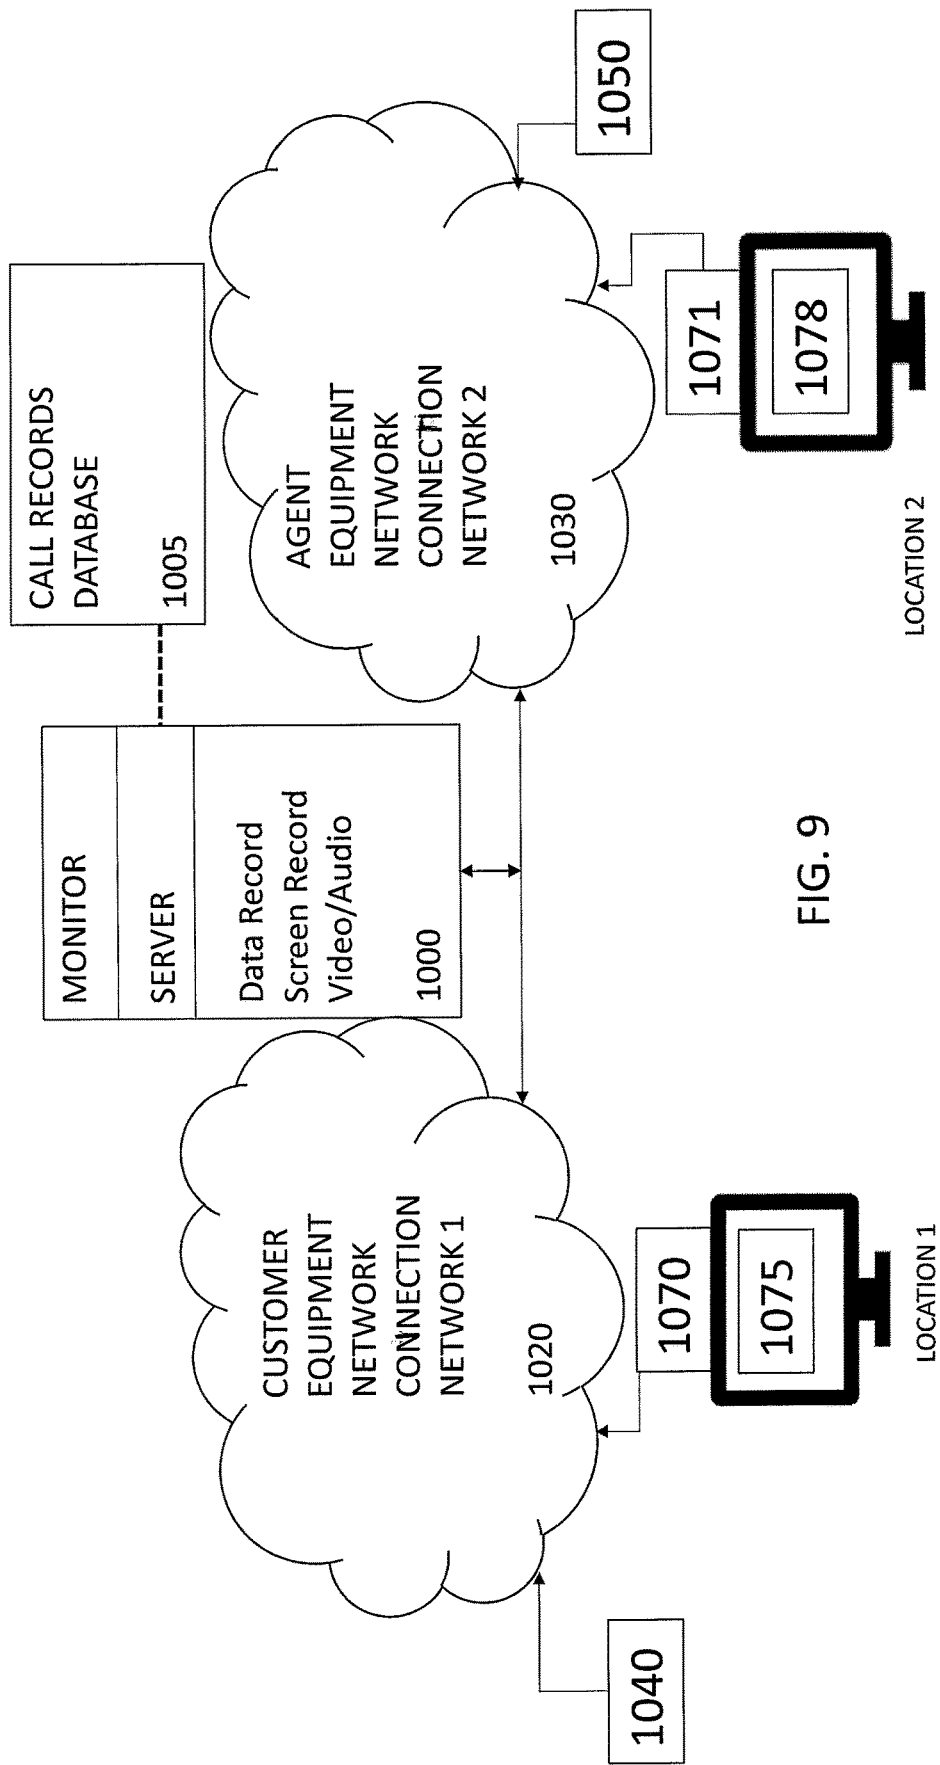 MONITOR
SERVER
Data Record
Screen Record
Video/Audio
1000
CALL RECORDS
DATABASE
1005
CUSTOMER
EQUIPMENT
NETWORK
CONNECTION
NETWORK 1
1020
AGENT
EQUIPMENT
NETWORK
CONNECTION
NETWORK 2
1030
1040
1070
1075
LOCATION 1
1050
1071
1078
LOCATION 2
FIG. 9